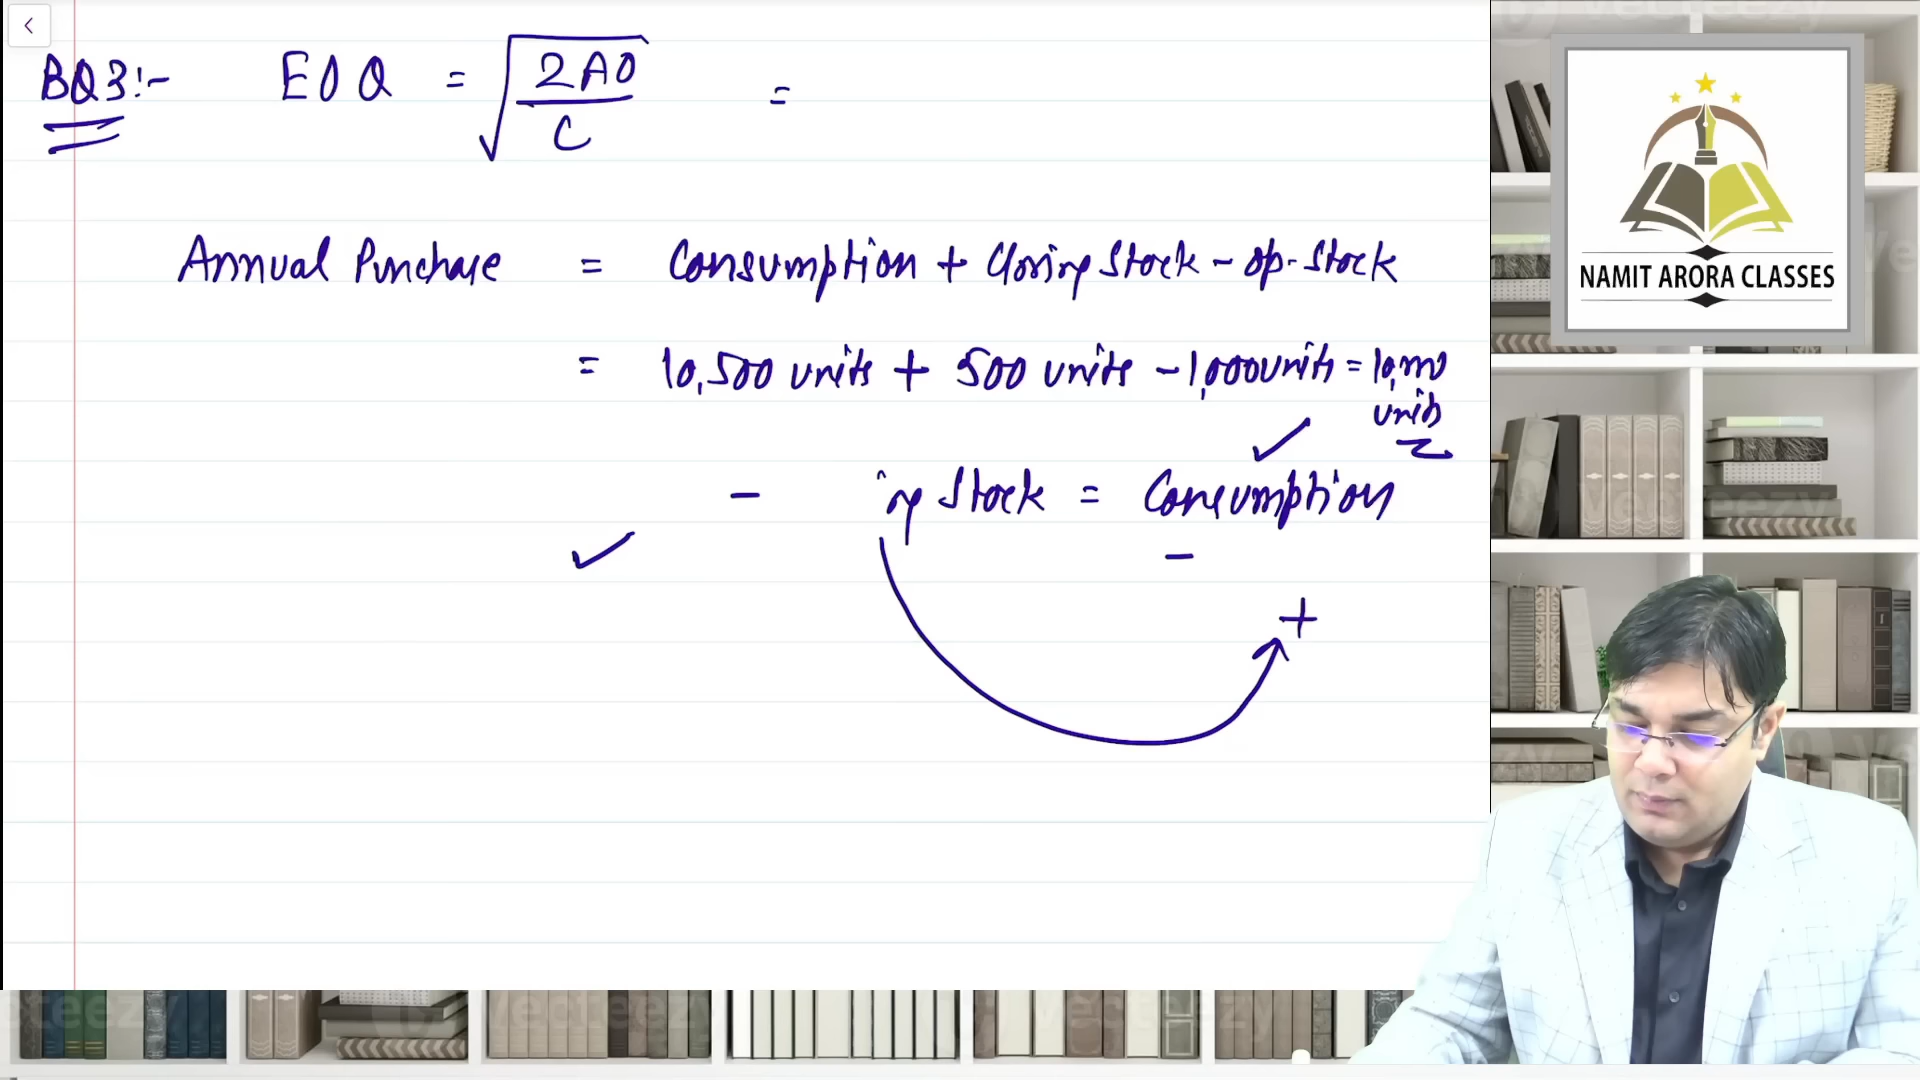 BQ3:- EOQ = √2AO/C =
Annual Purchase = Consumption + Closing Stock - op. Stock
= 10,500 units + 500 units - 1,000 units = 10,000
units
- ing Stock = Consumption
-
+
NAMIT ARORA CLASSES